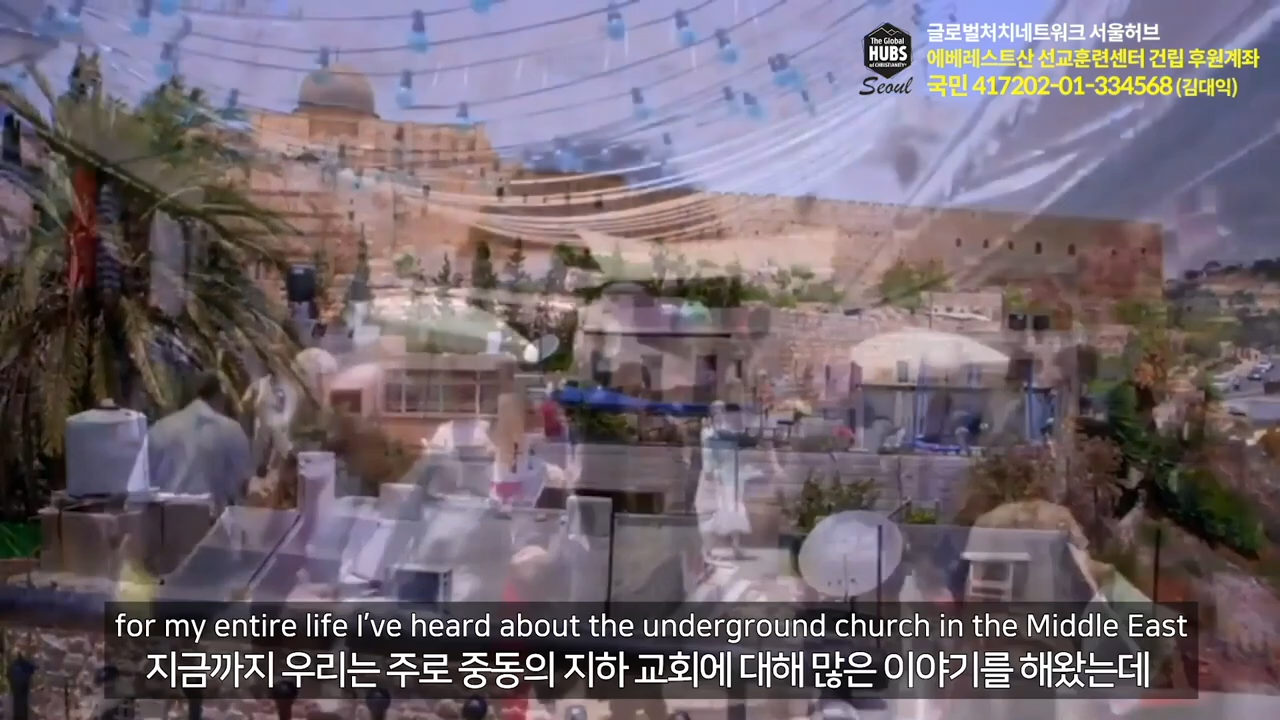 The Global
HUBS
of CHRISTIANITY
Seoul
글로벌처치네트워크 서울허브
에베레스트산 선교훈련센터 건립 후원계좌
국민 417202-01-334568 (김대익)
for my entire life I've heard about the underground church in the Middle East
지금까지 우리는 주로 중동의 지하 교회에 대해 많은 이야기를 해왔는데